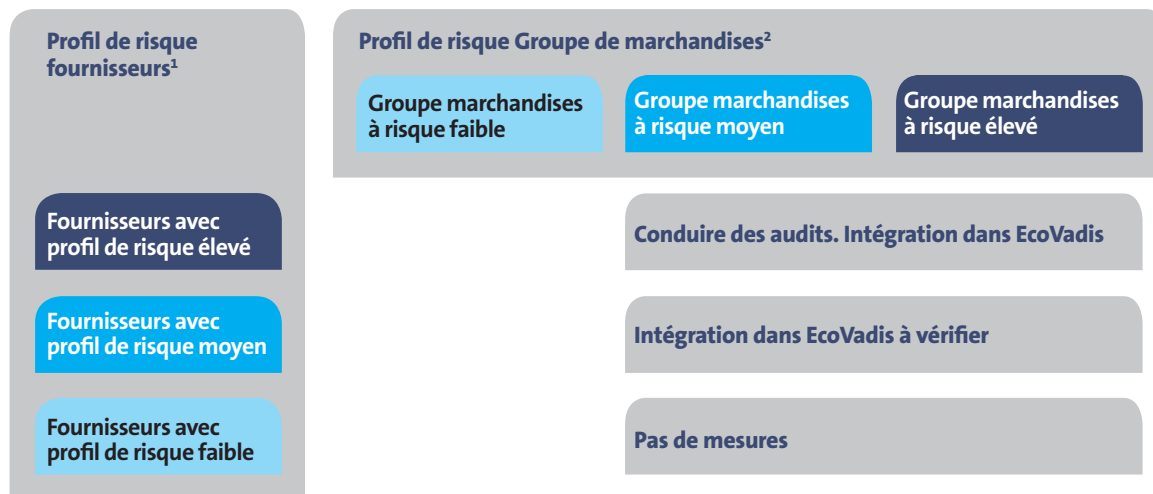 Profil de risque
fournisseurs¹
Profil de risque Groupe de marchandises²
Groupe marchandises
à risque faible
Groupe marchandises
à risque moyen
Groupe marchandises
à risque élevé
Fournisseurs avec
profil de risque élevé
Conduire des audits. Intégration dans EcoVadis
Fournisseurs avec
profil de risque moyen
Intégration dans EcoVadis à vérifier
Fournisseurs avec
profil de risque faible
Pas de mesures